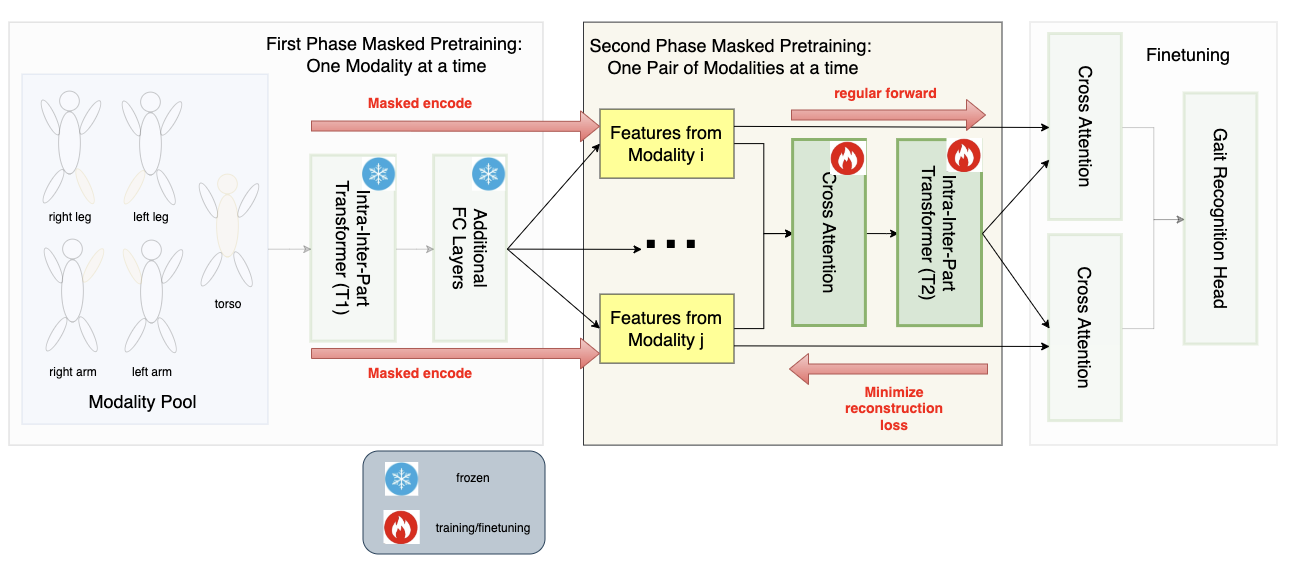 First Phase Masked Pretraining:
One Modality at a time
Masked encode
right leg
left leg
right arm
left arm
torso
Modality Pool
Intra-Inter-Part
Transformer (T1)
Additional
FC Layers
Masked encode
Second Phase Masked Pretraining:
One Pair of Modalities at a time
regular forward
Features from
Modality i
...
Features from
Modality j
Cross Attention
Intra-Inter-Part
Transformer (T2)
Minimize
reconstruction
loss
Finetuning
Cross Attention
Cross Attention
Gait Recognition Head
frozen
training/finetuning